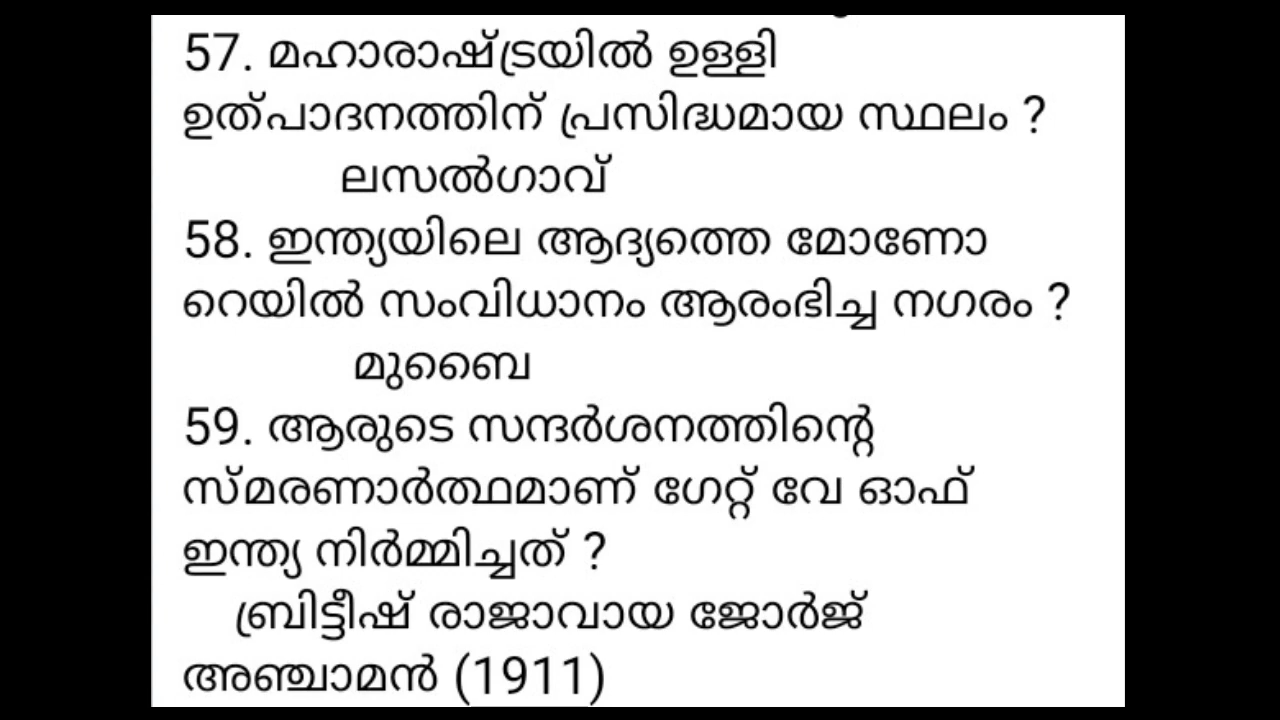 57. മഹാരാഷ്ട്രയിൽ ഉള്ളി
ഉത്പാദനത്തിന് പ്രസിദ്ധമായ സ്ഥലം ?
ലസൽഗാവ്
58. ഇന്ത്യയിലെ ആദ്യത്തെ മോണോ
റെയിൽ സംവിധാനം ആരംഭിച്ച നഗരം ?
മുബൈ
59. ആരുടെ സന്ദർശനത്തിന്റെ
സ്മരണാർത്ഥമാണ് ഗേറ്റ് വേ ഓഫ്
ഇന്ത്യ നിർമ്മിച്ചത് ?
ബ്രിട്ടീഷ് രാജാവായ ജോർജ്
അഞ്ചാമൻ (1911)